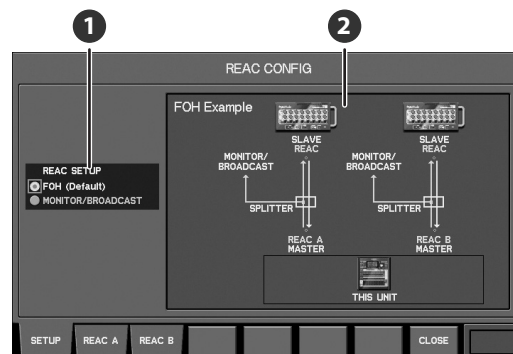 1
2
REAC CONFIG
FOH Example
SLAVE
REAC
SLAVE
REAC
MONITOR/
BROADCAST
MONITOR/
BROADCAST
REAC SETUP
FOH (Default)
MONITOR/BROADCAST
SPLITTER
SPLITTER
REAC A
MASTER
REAC B
MASTER
THIS UNIT
SETUP
REAC A
REAC B
CLOSE